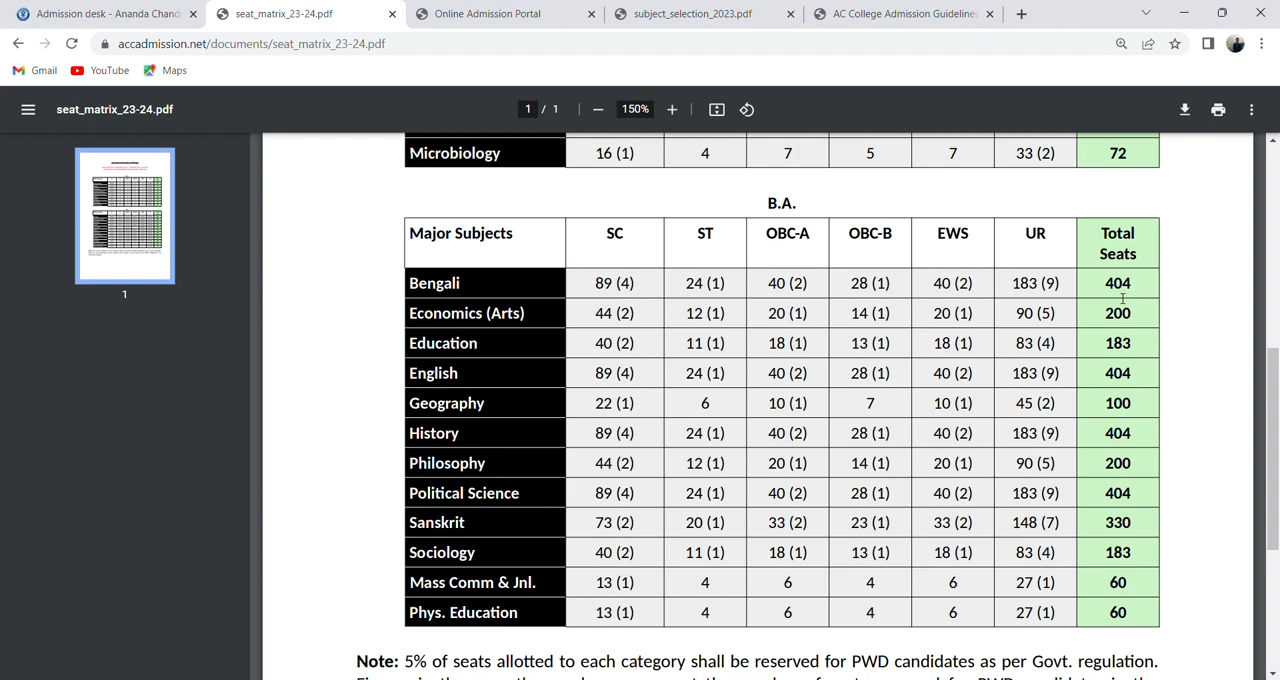 Admission desk - Ananda Chand
seat_matrix_23-24.pdf
Online Admission Portal
subject_selection_2023.pdf
AC College Admission Guidelines
accadmission.net/documents/seat_matrix_23-24.pdf
Gmail YouTube Maps
seat_matrix_23-24.pdf 1 / 1 150%
1
Microbiology 16 (1) 4 7 5 7 33 (2) 72
B.A.
Major Subjects SC ST OBC-A OBC-B EWS UR Total
Seats
Bengali 89 (4) 24 (1) 40 (2) 28 (1) 40 (2) 183 (9) 404
Economics (Arts) 44 (2) 12 (1) 20 (1) 14 (1) 20 (1) 90 (5) 200
Education 40 (2) 11 (1) 18 (1) 13 (1) 18 (1) 83 (4) 183
English 89 (4) 24 (1) 40 (2) 28 (1) 40 (2) 183 (9) 404
Geography 22 (1) 6 10 (1) 7 10 (1) 45 (2) 100
History 89 (4) 24 (1) 40 (2) 28 (1) 40 (2) 183 (9) 404
Philosophy 44 (2) 12 (1) 20 (1) 14 (1) 20 (1) 90 (5) 200
Political Science 89 (4) 24 (1) 40 (2) 28 (1) 40 (2) 183 (9) 404
Sanskrit 73 (2) 20 (1) 33 (2) 23 (1) 33 (2) 148 (7) 330
Sociology 40 (2) 11 (1) 18 (1) 13 (1) 18 (1) 83 (4) 183
Mass Comm & Jnl. 13 (1) 4 6 4 6 27 (1) 60
Phys. Education 13 (1) 4 6 4 6 27 (1) 60
Note: 5% of seats allotted to each category shall be reserved for PWD candidates as per Govt. regulation.